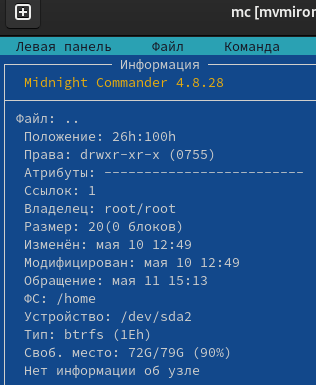 mc [mvmiron
Левая панель Файл Команда
Информация
Midnight Commander 4.8.28
Файл: ..
Положение: 26h:100h
Права: drwxr-xr-x (0755)
Атрибуты: -------------------------
Ссылок: 1
Владелец: root/root
Размер: 20(0 блоков)
Изменён: мая 10 12:49
Модифицирован: мая 10 12:49
Обращение: мая 11 15:13
ФС: /home
Устройство: /dev/sda2
Тип: btrfs (1Eh)
Своб. место: 72G/79G (90%)
Нет информации об узле